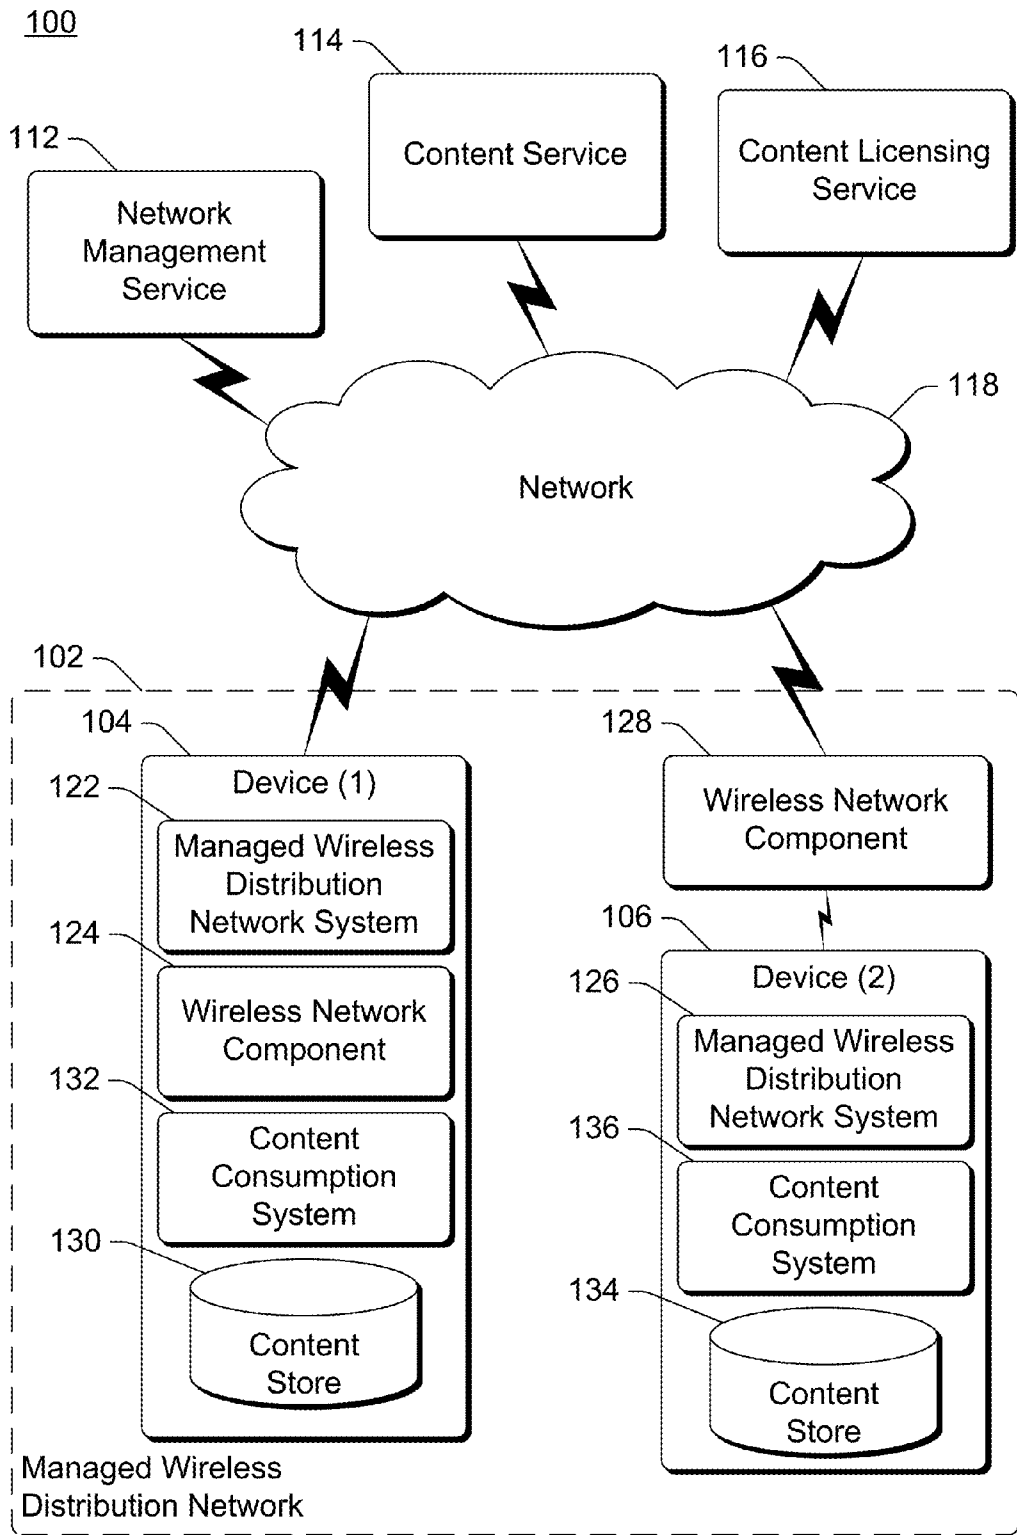 100
114
116
112
Content Service
Content Licensing
Service
Network
Management
Service
118
Network
102
104
128
Device (1)
122
Wireless Network
Component
Managed Wireless
Distribution
Network System
124
106
Device (2)
Wireless Network
Component
126
Managed Wireless
Distribution
Network System
132
136
Content
Consumption
System
Content
Consumption
System
130
134
Content
Store
Content
Store
Managed Wireless
Distribution Network